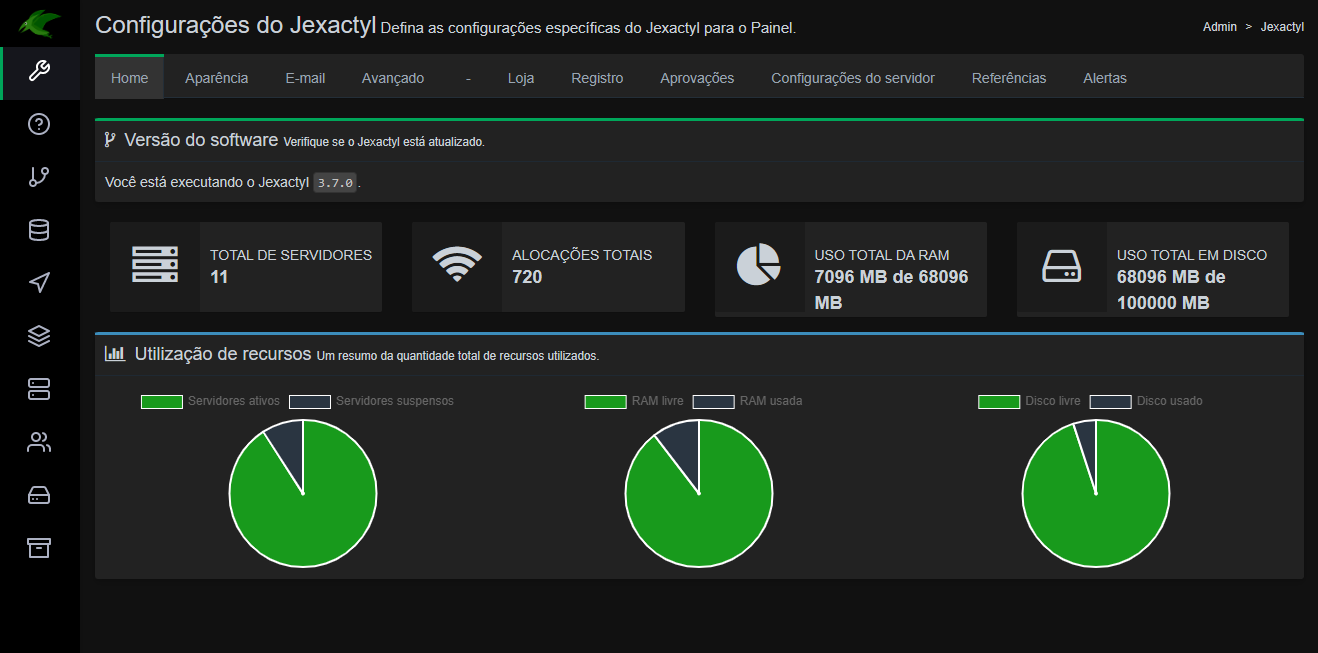 Configurações do Jexactyl Defina as configurações específicas do Jexactyl para o Painel.
Admin > Jexactyl
Home Aparência E-mail Avançado - Loja Registro Aprovações Configurações do servidor Referências Alertas
Versão do software Verifique se o Jexactyl está atualizado.
Você está executando o Jexactyl 3.7.0.
TOTAL DE SERVIDORES
11
ALOCAÇÕES TOTAIS
720
USO TOTAL DA RAM
7096 MB de 68096
MB
USO TOTAL EM DISCO
68096 MB de
100000 MB
Utilização de recursos Um resumo da quantidade total de recursos utilizados.
Servidores ativos Servidores suspensos
RAM livre RAM usada
Disco livre Disco usado